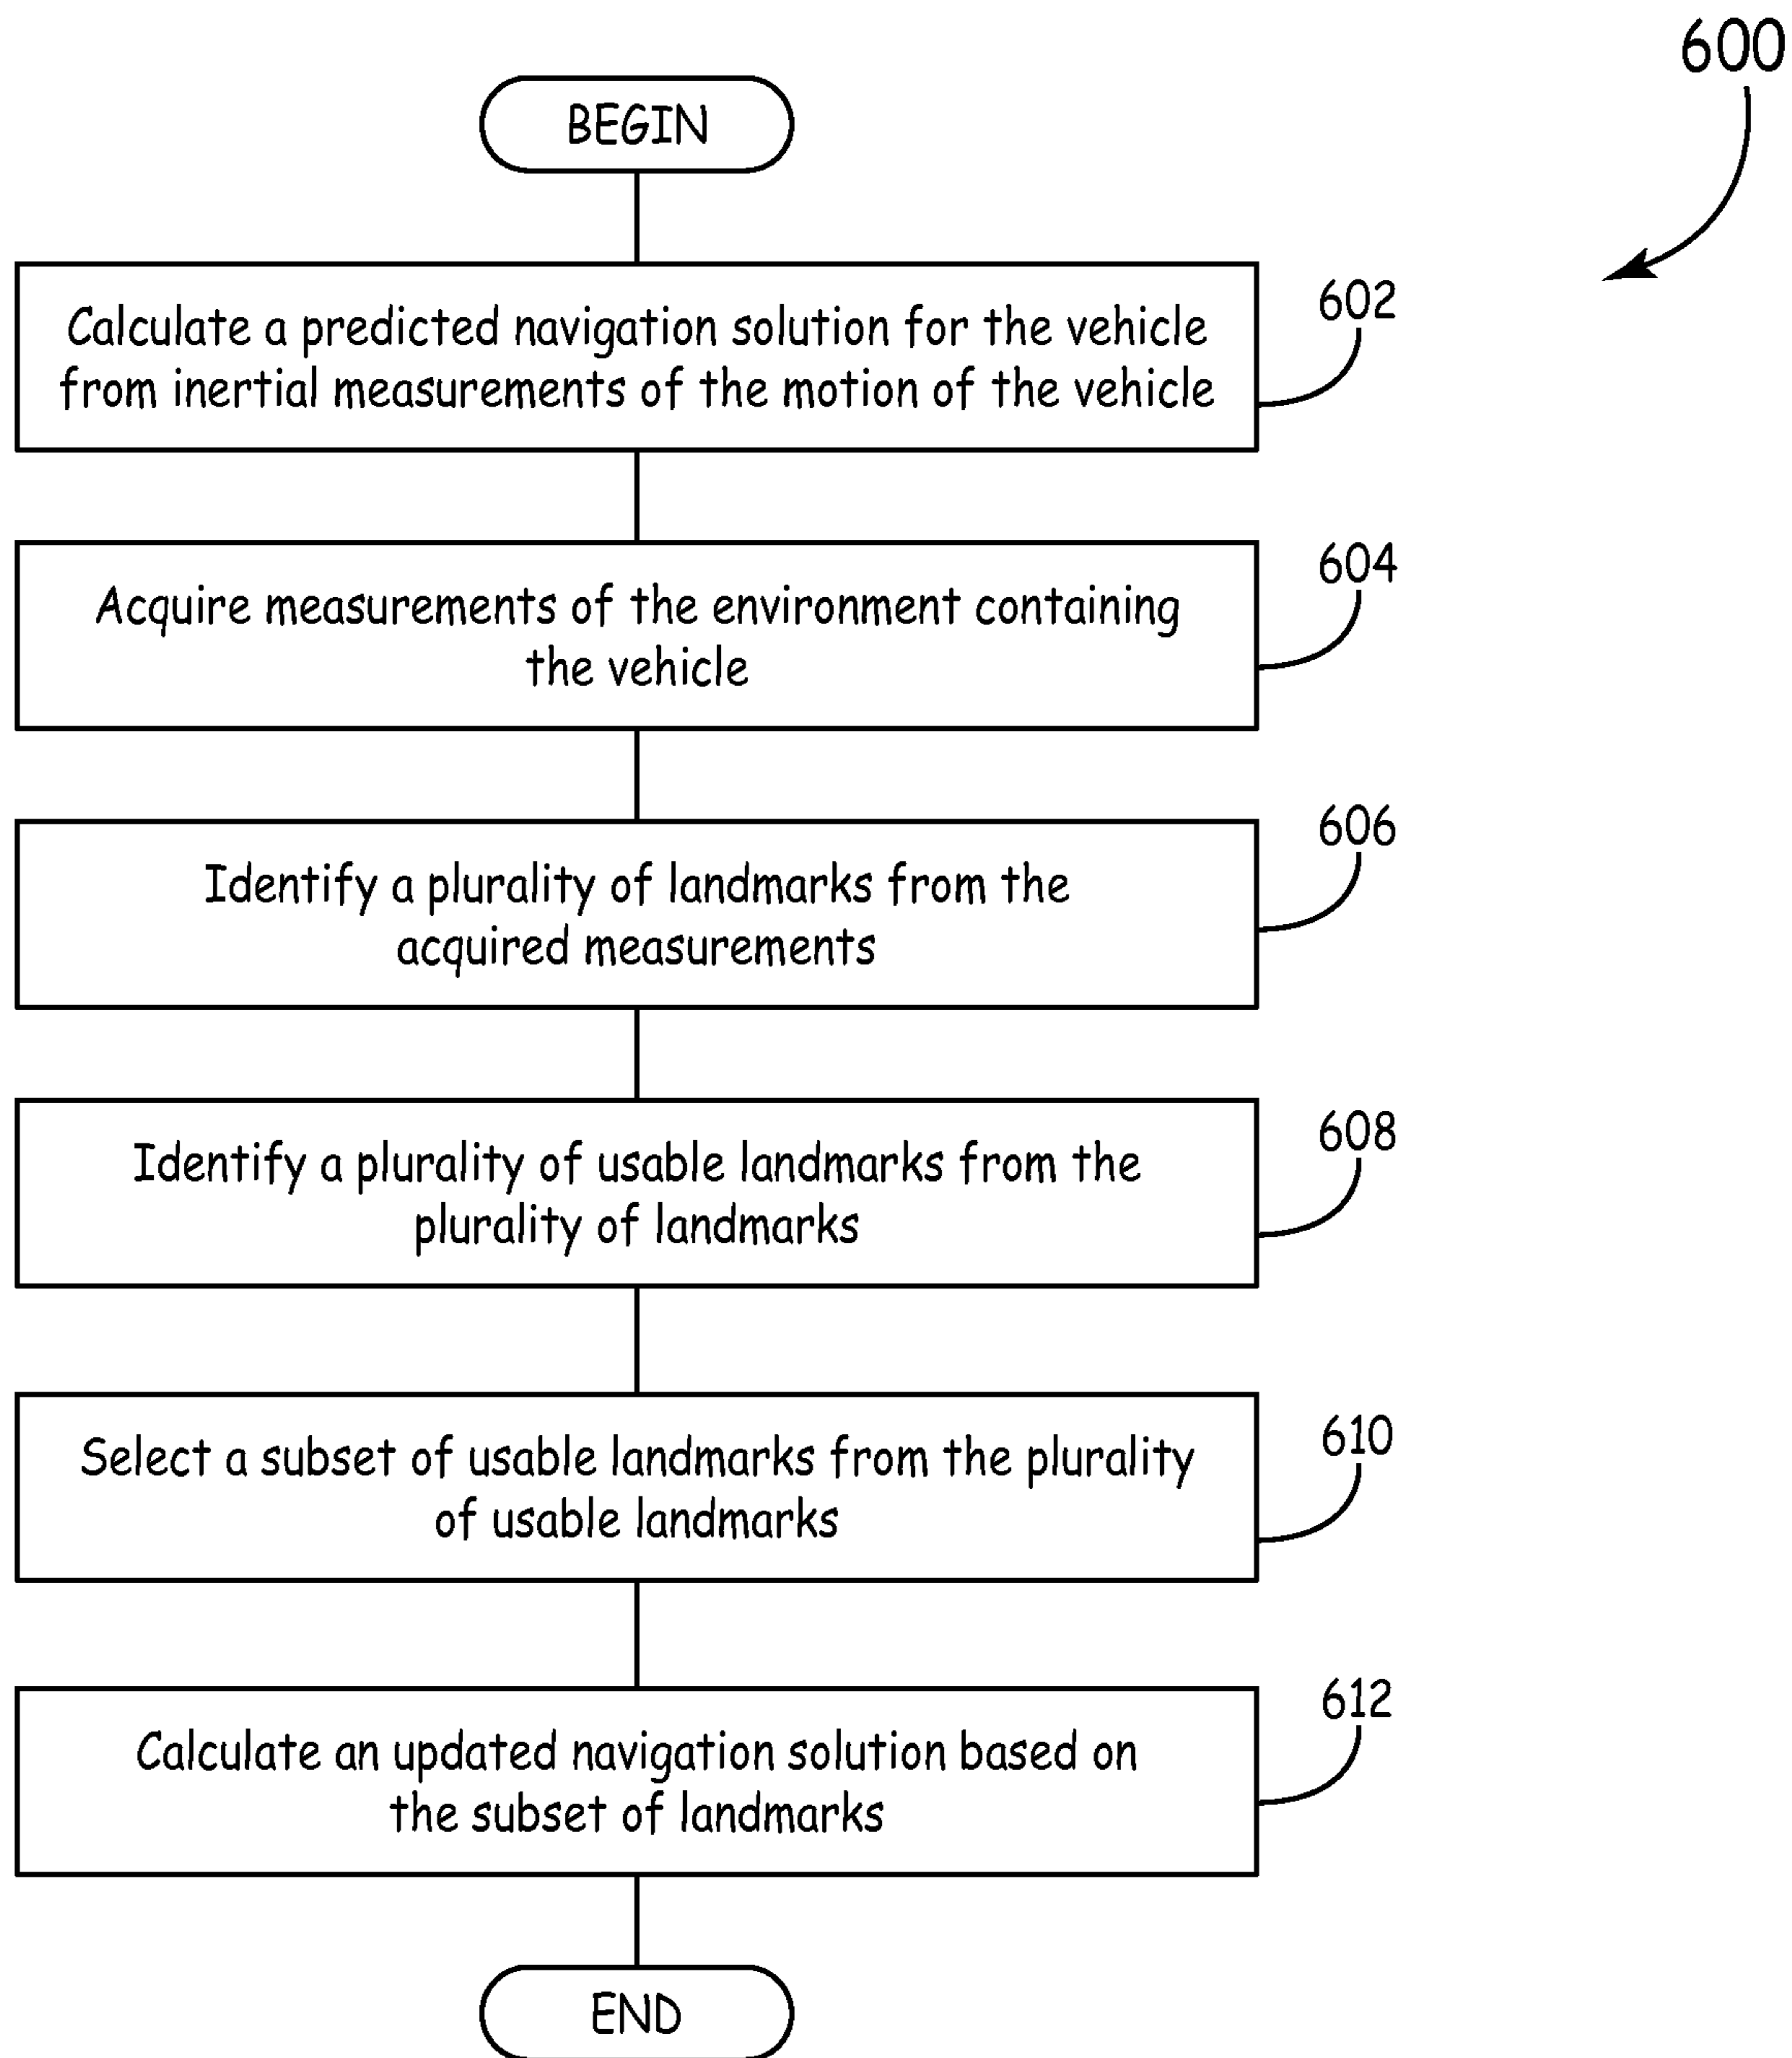 600
BEGIN
Calculate a predicted navigation solution for the vehicle
from inertial measurements of the motion of the vehicle
602
Acquire measurements of the environment containing
the vehicle
604
Identify a plurality of landmarks from the
acquired measurements
606
Identify a plurality of usable landmarks from the
plurality of landmarks
608
Select a subset of usable landmarks from the plurality
of usable landmarks
610
Calculate an updated navigation solution based on
the subset of landmarks
612
END